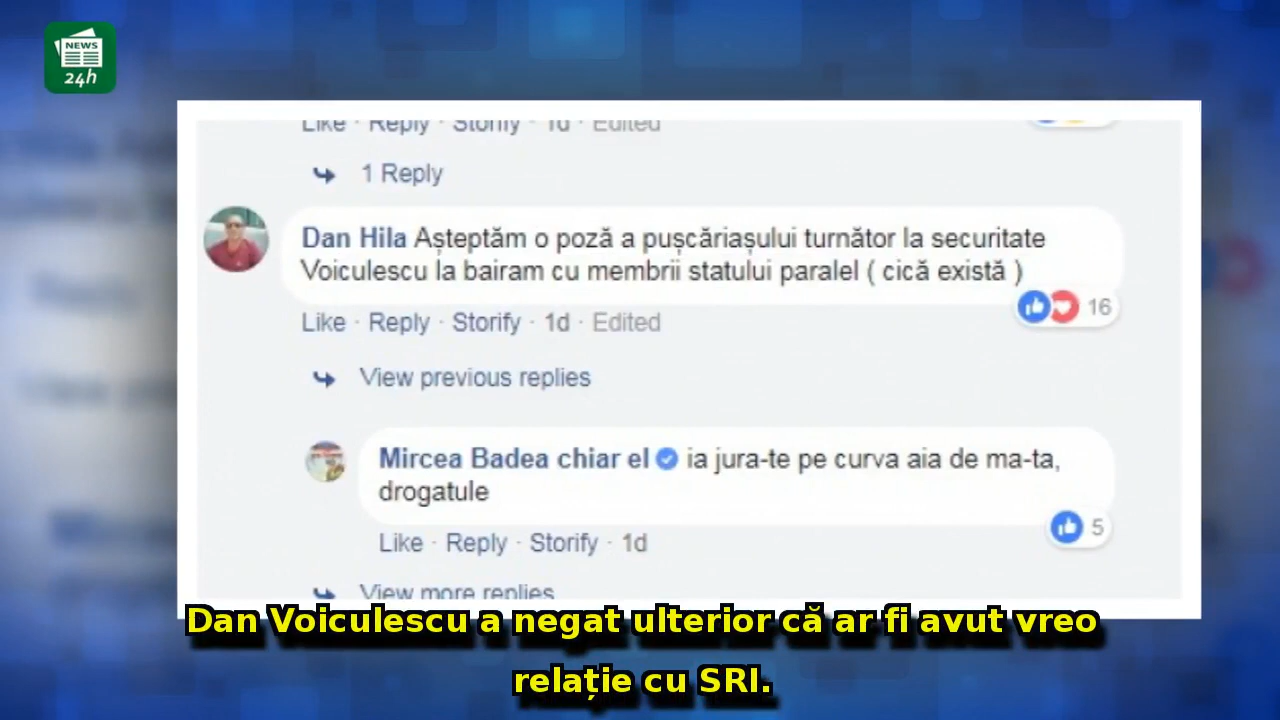 NEWS
24h
Like · Reply · Storify · 1d · Edited
1 Reply
Dan Hila Așteptăm o poză a pușcăriașului turnător la securitate
Voiculescu la bairam cu membrii statului paralel ( cică există )
16
Like · Reply · Storify · 1d · Edited
View previous replies
Mircea Badea chiar el ia jura-te pe curva aia de ma-ta,
drogatule
5
Like · Reply · Storify · 1d
View more replies
Dan Voiculescu a negat ulterior că ar fi avut vreo
relație cu SRI.